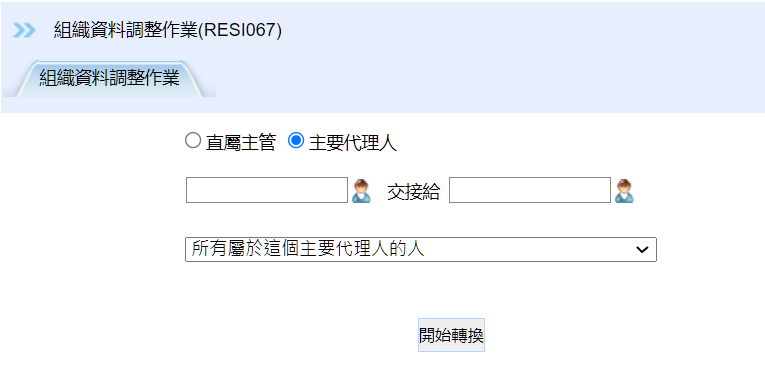 組織資料調整作業(RESI067)
組織資料調整作業
直屬主管 主要代理人
交接給
所有屬於這個主要代理人的人
開始轉換